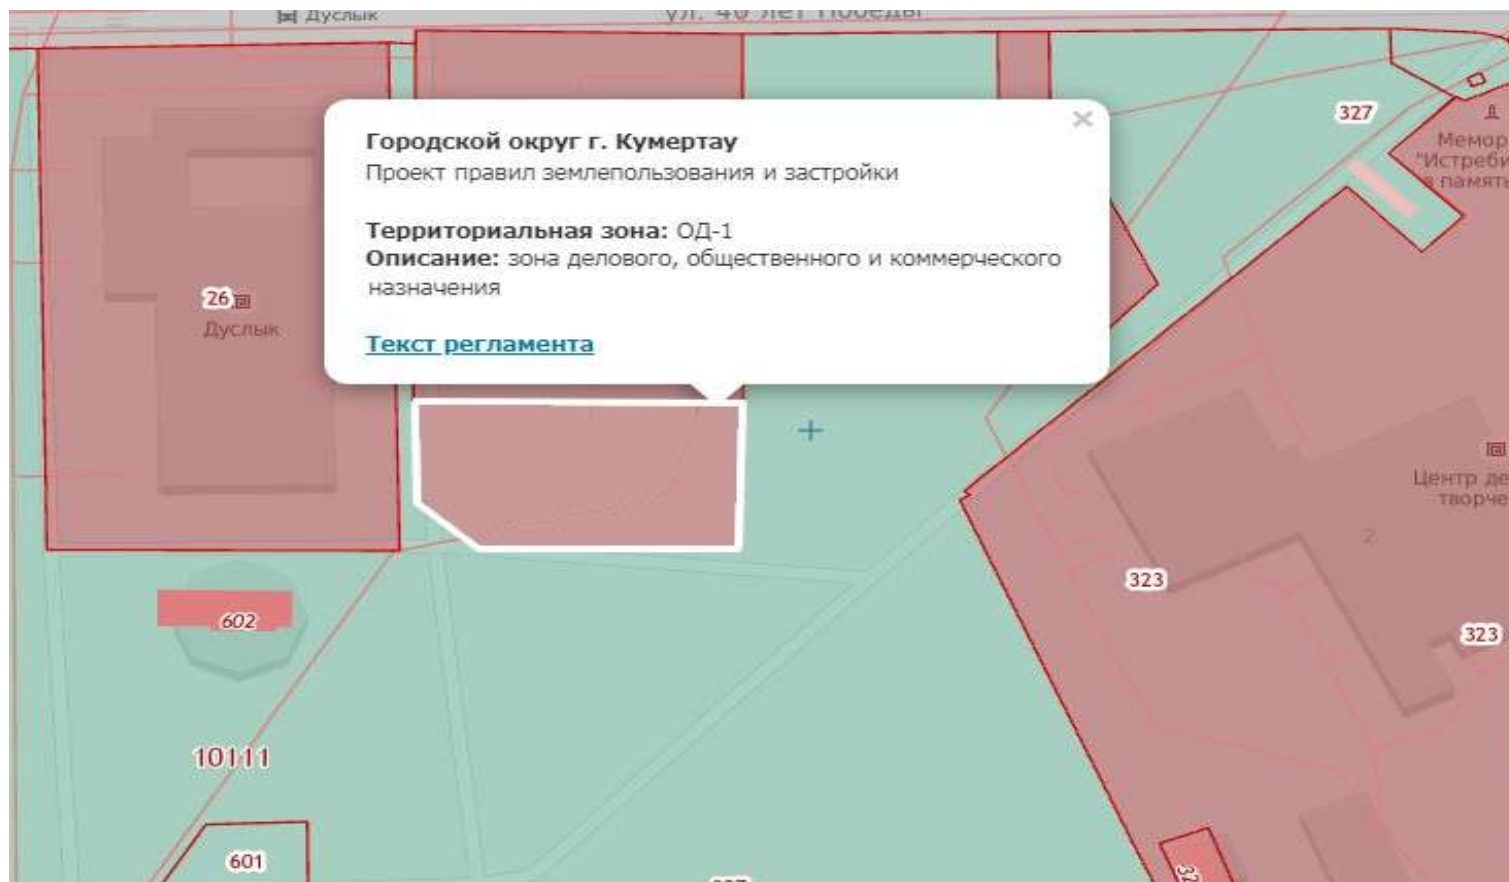 Дуслык
ул. 40 лет Победы
327
Городской округ г. Кумертау
Проект правил землепользования и застройки
Территориальная зона: ОД-1
Описание: зона делового, общественного и коммерческого
назначения
Текст регламента
26
Дуслык
602
10111
601
323
2
323